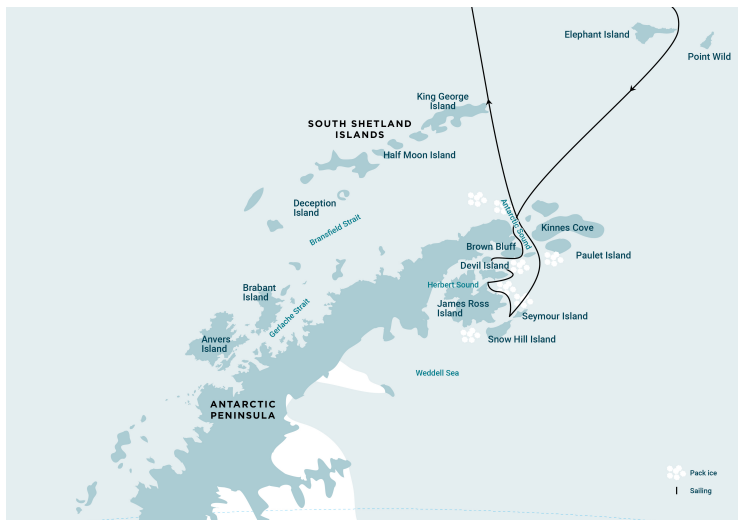 Elephant Island
Point Wild
King George
Island
SOUTH SHETLAND
ISLANDS
Half Moon Island
Deception
Island
Bransfield Strait
Antarctic Sound
Kinnes Cove
Brown Bluff
Paulet Island
Devil Island
Herbert Sound
Brabant
Island
Gerlache Strait
James Ross
Island
Seymour Island
Anvers
Island
Snow Hill Island
Weddell Sea
ANTARCTIC
PENINSULA
Pack ice
Sailing